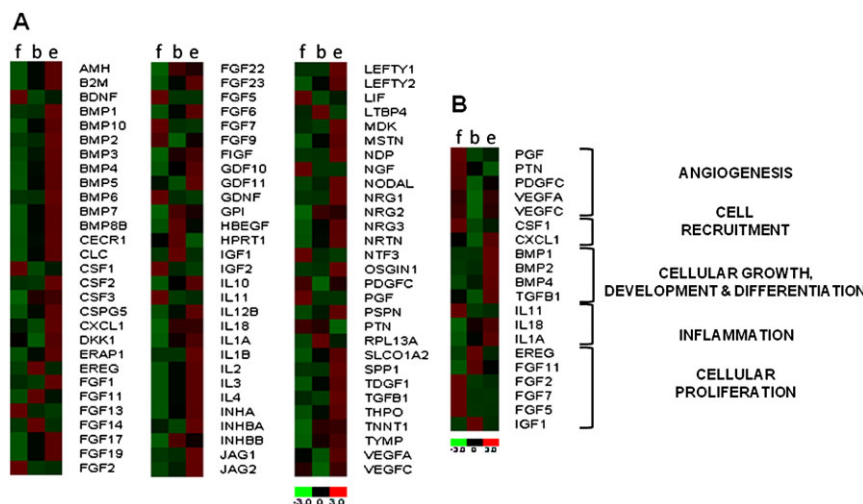 A
f b e
AMH
B2M
BDNF
BMP1
BMP10
BMP2
BMP3
BMP4
BMP5
BMP6
BMP7
BMP8B
CECR1
CLC
CSF1
CSF2
CSF3
CSPG5
CXCL1
DKK1
ERAP1
EREG
FGF1
FGF11
FGF13
FGF14
FGF17
FGF19
FGF2
f b e
FGF22
FGF23
FGF5
FGF6
FGF7
FGF9
FIGF
GDF10
GDF11
GDNF
GPI
HBEGF
HPRT1
IGF1
IGF2
IL10
IL11
IL12B
IL18
IL1A
IL1B
IL2
IL3
IL4
INHA
INHBA
INHBB
JAG1
JAG2
f b e
LEFTY1
LEFTY2
LIF
LTBP4
MDK
MSTN
NDP
NGF
NODAL
NRG1
NRG2
NRG3
NRTN
NTF3
OSGIN1
PDGFC
PGF
PSPN
PTN
RPL13A
SLCO1A2
SPP1
TDGF1
TGFB1
THPO
TNNT1
TYMP
VEGFA
VEGFC
-3.0 0 3.0
B
f b e
PGF
PTN
PDGFC
VEGFA
VEGFC
CSF1
CXCL1
BMP1
BMP2
BMP4
TGFB1
IL11
IL18
IL1A
EREG
FGF11
FGF2
FGF7
FGF5
IGF1
-3.0 0 3.0
ANGIOGENESIS
CELL
RECRUITMENT
CELLULAR GROWTH,
DEVELOPMENT & DIFFERENTIATION
INFLAMMATION
CELLULAR
PROLIFERATION